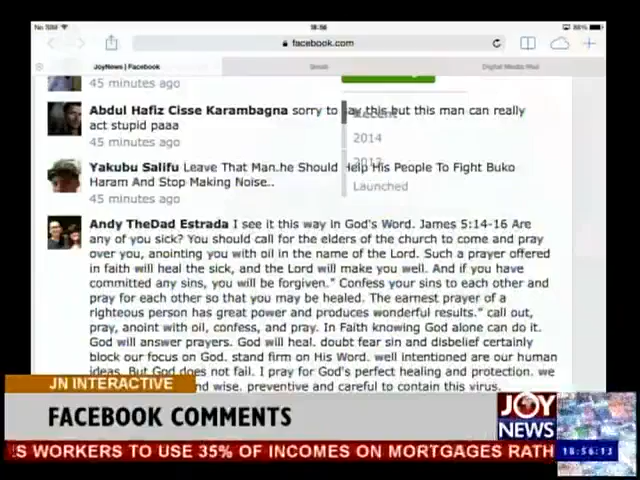 No SIM
18:56
88%
facebook.com
JoyNews | Facebook
Gmail
Digital Media Mail
45 minutes ago
Abdul Hafiz Cisse Karambagna sorry to say this but this man can really
act stupid paaa
45 minutes ago
Recent
2014
2013
Launched
Yakubu Salifu Leave That Man..he Should Help His People To Fight Buko
Haram And Stop Making Noise..
45 minutes ago
Andy TheDad Estrada I see it this way in God's Word. James 5:14-16 Are
any of you sick? You should call for the elders of the church to come and pray
over you, anointing you with oil in the name of the Lord. Such a prayer offered
in faith will heal the sick, and the Lord will make you well. And if you have
committed any sins, you will be forgiven." Confess your sins to each other and
pray for each other so that you may be healed. The earnest prayer of a
righteous person has great power and produces wonderful results." call out,
pray, anoint with oil, confess, and pray. In Faith knowing God alone can do it.
God will answer prayers. God will heal. doubt fear sin and disbelief certainly
block our focus on God. stand firm on His Word. well intentioned are our human
ideas. But God does not fail. I pray for God's perfect healing and protection. we
nd wise. preventive and careful to contain this virus.
JN INTERACTIVE
FACEBOOK COMMENTS
JOY
NEWS
'S WORKERS TO USE 35% OF INCOMES ON MORTGAGES RATH
18:56:13